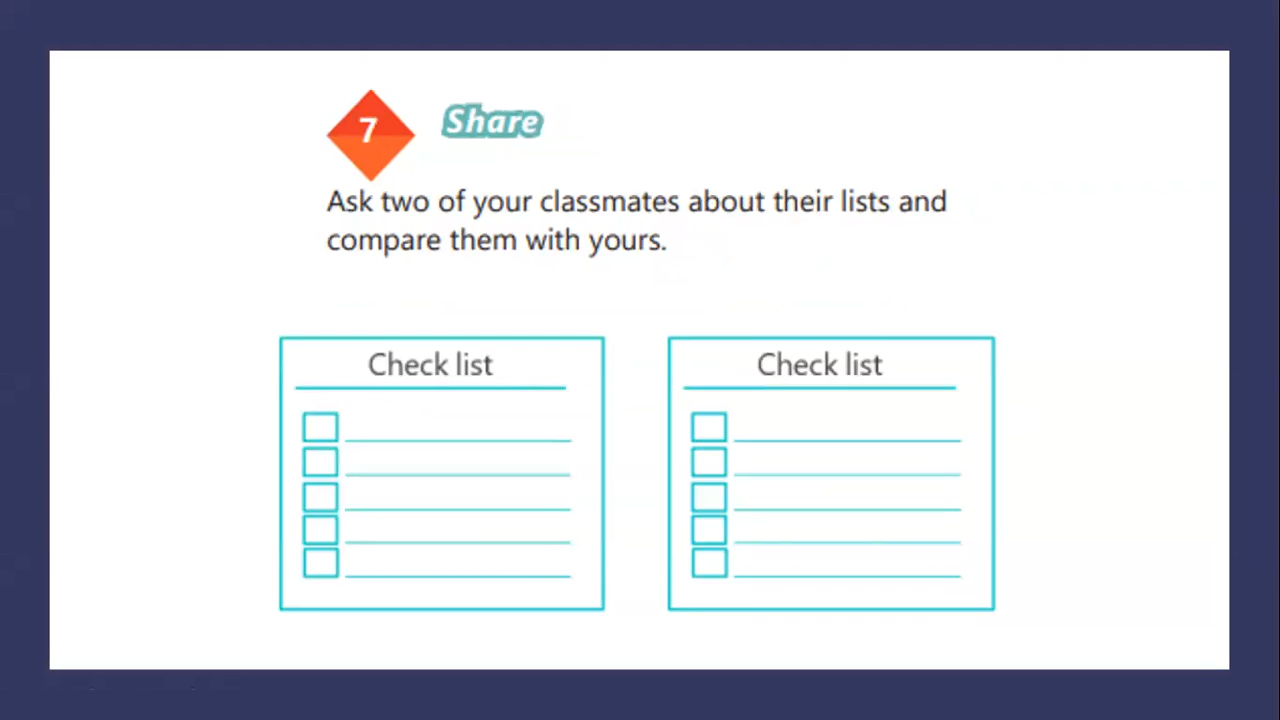 7
Share
Ask two of your classmates about their lists and
compare them with yours.
Check list
Check list